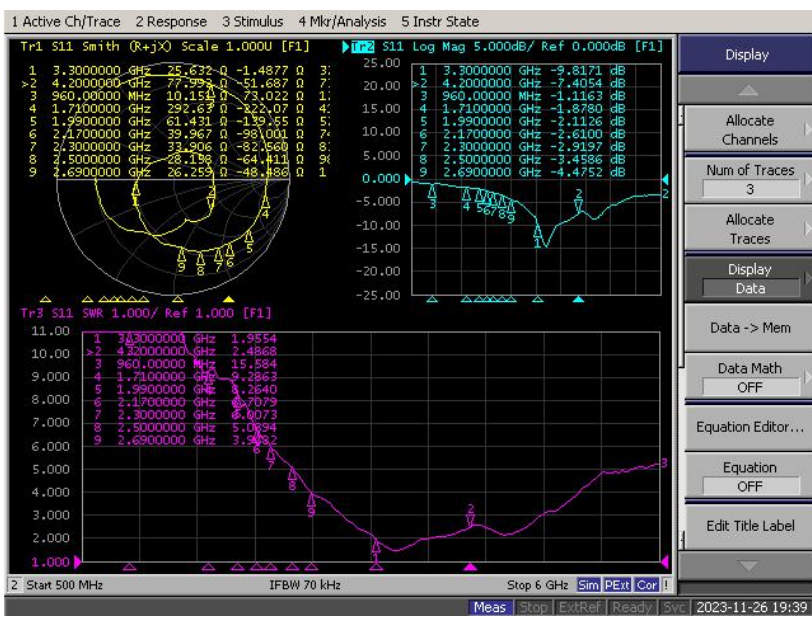 1 Active Ch/Trace 2 Response 3 Stimulus 4 Mkr/Analysis 5 Instr State
Tr1 S11 Smith (R+jX) Scale 1.000U [F1]
1 3.3000000 GHz 25.632 Ω -1.4877 Ω
>2 4.2000000 GHz 77.993 Ω -51.687 Ω
3 960.00000 MHz 10.151 Ω -73.022 Ω
4 1.7100000 GHz 292.63 Ω -222.07 Ω
5 1.9900000 GHz 61.431 Ω -139.55 Ω
6 2.1700000 GHz 39.967 Ω -98.001 Ω
7 2.3000000 GHz 33.906 Ω -82.560 Ω
8 2.5000000 GHz 28.158 Ω -64.411 Ω
9 2.6900000 GHz 26.259 Ω -48.486 Ω
Tr2 S11 Log Mag 5.000dB/ Ref 0.000dB [F1]
25.00
20.00
15.00
10.00
5.000
0.000
-5.000
-10.00
-15.00
-20.00
-25.00
1 3.3000000 GHz -9.8171 dB
>2 4.2000000 GHz -7.4054 dB
3 960.00000 MHz -1.1163 dB
4 1.7100000 GHz -1.8780 dB
5 1.9900000 GHz -2.1126 dB
6 2.1700000 GHz -2.6100 dB
7 2.3000000 GHz -2.9197 dB
8 2.5000000 GHz -3.4586 dB
9 2.6900000 GHz -4.4752 dB
Tr3 S11 SWR 1.000/ Ref 1.000 [F1]
11.00
10.00
9.000
8.000
7.000
6.000
5.000
4.000
3.000
2.000
1.000
1 GHz 1.9554
>2 GHz 2.4868
3 960.00000 MHz 15.584
4 1.7100000 GHz 9.2863
5 1.9900000 GHz 8.2640
6 2.1700000 GHz
7 2.3000000 GHz
8 2.5000000 GHz
9 2.6900000 GHz
2 Start 500 MHz IFBW 70 kHz Stop 6 GHz Sim PExt Cor !
Meas Stop ExtRef Ready Svc 2023-11-26 19:39
Display
Allocate
Channels
Num of Traces
3
Allocate
Traces
Display
Data
Data -> Mem
Data Math
OFF
Equation Editor...
Equation
OFF
Edit Title Label